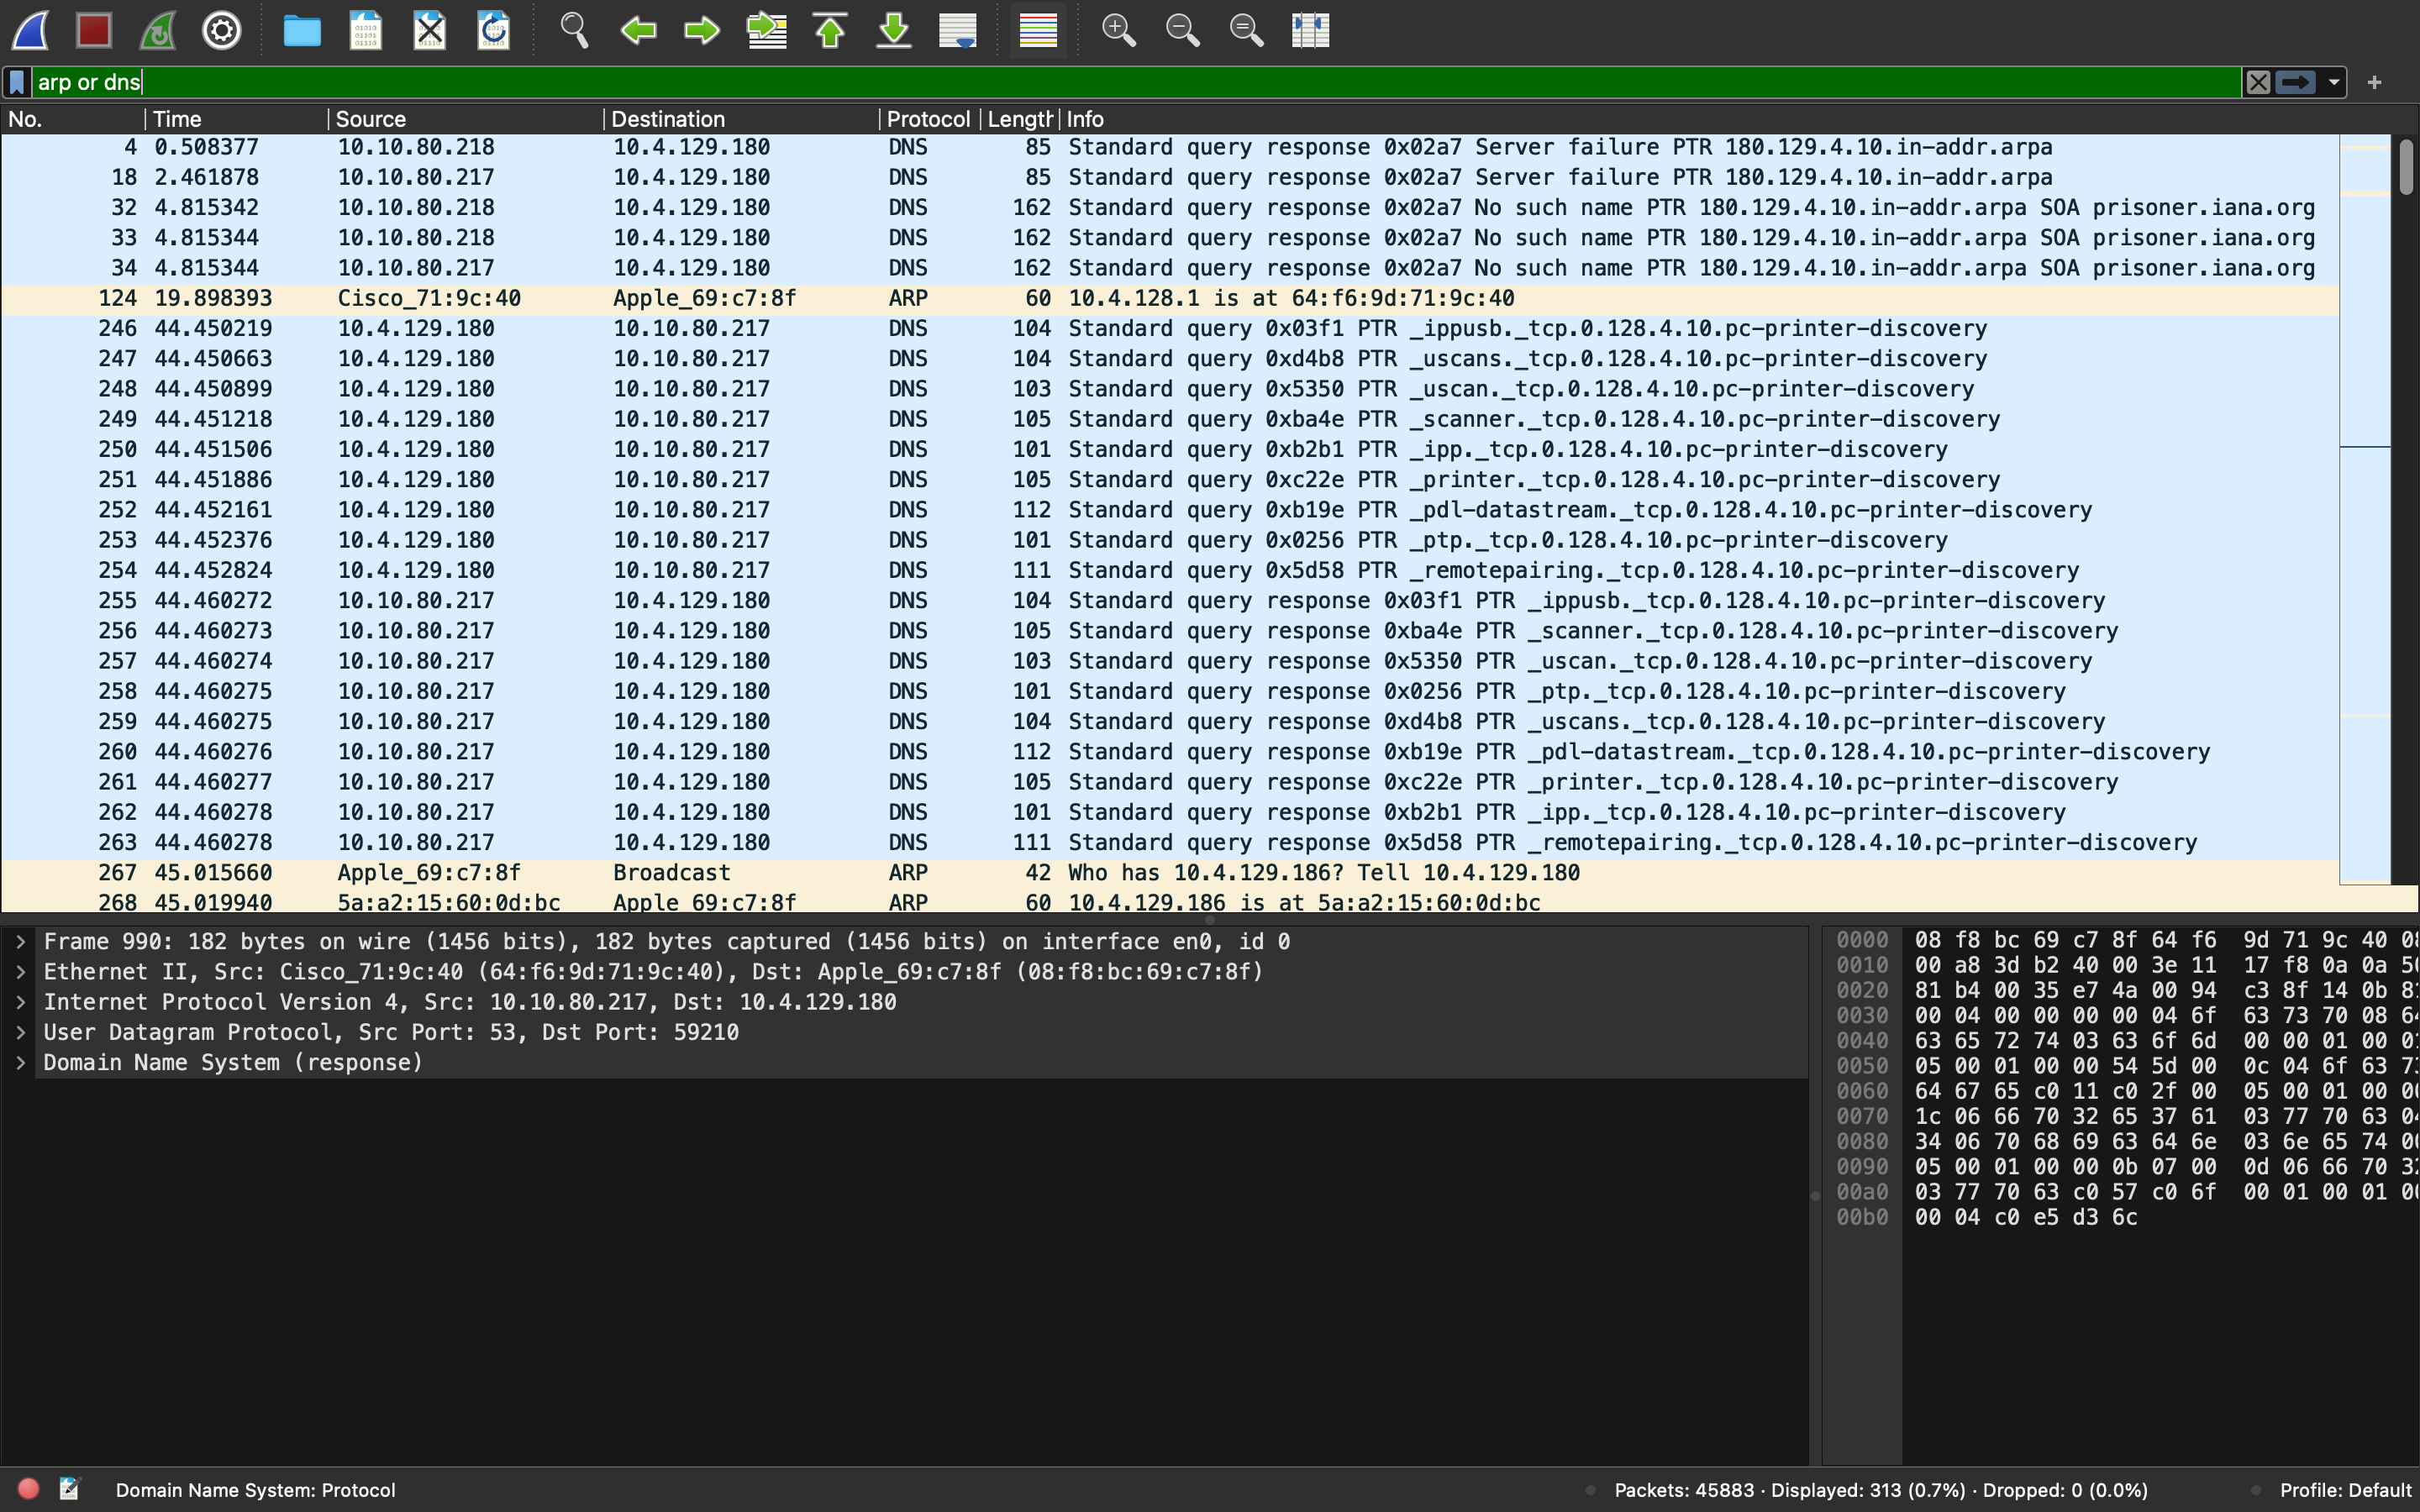 arp or dns
No. Time Source Destination Protocol Length Info
4 0.508377 10.10.80.218 10.4.129.180 DNS 85 Standard query response 0x02a7 Server failure PTR 180.129.4.10.in-addr.arpa
18 2.461878 10.10.80.217 10.4.129.180 DNS 85 Standard query response 0x02a7 Server failure PTR 180.129.4.10.in-addr.arpa
32 4.815342 10.10.80.218 10.4.129.180 DNS 162 Standard query response 0x02a7 No such name PTR 180.129.4.10.in-addr.arpa SOA prisoner.iana.org
33 4.815344 10.10.80.218 10.4.129.180 DNS 162 Standard query response 0x02a7 No such name PTR 180.129.4.10.in-addr.arpa SOA prisoner.iana.org
34 4.815344 10.10.80.217 10.4.129.180 DNS 162 Standard query response 0x02a7 No such name PTR 180.129.4.10.in-addr.arpa SOA prisoner.iana.org
124 19.898393 Cisco_71:9c:40 Apple_69:c7:8f ARP 60 10.4.128.1 is at 64:f6:9d:71:9c:40
246 44.450219 10.4.129.180 10.10.80.217 DNS 104 Standard query 0x03f1 PTR _ippusb._tcp.0.128.4.10.pc-printer-discovery
247 44.450663 10.4.129.180 10.10.80.217 DNS 104 Standard query 0xd4b8 PTR _uscans._tcp.0.128.4.10.pc-printer-discovery
248 44.450899 10.4.129.180 10.10.80.217 DNS 103 Standard query 0x5350 PTR _uscan._tcp.0.128.4.10.pc-printer-discovery
249 44.451218 10.4.129.180 10.10.80.217 DNS 105 Standard query 0xba4e PTR _scanner._tcp.0.128.4.10.pc-printer-discovery
250 44.451506 10.4.129.180 10.10.80.217 DNS 101 Standard query 0xb2b1 PTR _ipp._tcp.0.128.4.10.pc-printer-discovery
251 44.451886 10.4.129.180 10.10.80.217 DNS 105 Standard query 0xc22e PTR _printer._tcp.0.128.4.10.pc-printer-discovery
252 44.452161 10.4.129.180 10.10.80.217 DNS 112 Standard query 0xb19e PTR _pdl-datastream._tcp.0.128.4.10.pc-printer-discovery
253 44.452376 10.4.129.180 10.10.80.217 DNS 101 Standard query 0x0256 PTR _ptp._tcp.0.128.4.10.pc-printer-discovery
254 44.452824 10.4.129.180 10.10.80.217 DNS 111 Standard query 0x5d58 PTR _remotepairing._tcp.0.128.4.10.pc-printer-discovery
255 44.460272 10.10.80.217 10.4.129.180 DNS 104 Standard query response 0x03f1 PTR _ippusb._tcp.0.128.4.10.pc-printer-discovery
256 44.460273 10.10.80.217 10.4.129.180 DNS 105 Standard query response 0xba4e PTR _scanner._tcp.0.128.4.10.pc-printer-discovery
257 44.460274 10.10.80.217 10.4.129.180 DNS 103 Standard query response 0x5350 PTR _uscan._tcp.0.128.4.10.pc-printer-discovery
258 44.460275 10.10.80.217 10.4.129.180 DNS 101 Standard query response 0x0256 PTR _ptp._tcp.0.128.4.10.pc-printer-discovery
259 44.460275 10.10.80.217 10.4.129.180 DNS 104 Standard query response 0xd4b8 PTR _uscans._tcp.0.128.4.10.pc-printer-discovery
260 44.460276 10.10.80.217 10.4.129.180 DNS 112 Standard query response 0xb19e PTR _pdl-datastream._tcp.0.128.4.10.pc-printer-discovery
261 44.460277 10.10.80.217 10.4.129.180 DNS 105 Standard query response 0xc22e PTR _printer._tcp.0.128.4.10.pc-printer-discovery
262 44.460278 10.10.80.217 10.4.129.180 DNS 101 Standard query response 0xb2b1 PTR _ipp._tcp.0.128.4.10.pc-printer-discovery
263 44.460278 10.10.80.217 10.4.129.180 DNS 111 Standard query response 0x5d58 PTR _remotepairing._tcp.0.128.4.10.pc-printer-discovery
267 45.015660 Apple_69:c7:8f Broadcast ARP 42 Who has 10.4.129.186? Tell 10.4.129.180
268 45.019940 5a:a2:15:60:0d:bc Apple_69:c7:8f ARP 60 10.4.129.186 is at 5a:a2:15:60:0d:bc
Frame 990: 182 bytes on wire (1456 bits), 182 bytes captured (1456 bits) on interface en0, id 0
Ethernet II, Src: Cisco_71:9c:40 (64:f6:9d:71:9c:40), Dst: Apple_69:c7:8f (08:f8:bc:69:c7:8f)
Internet Protocol Version 4, Src: 10.10.80.217, Dst: 10.4.129.180
User Datagram Protocol, Src Port: 53, Dst Port: 59210
Domain Name System (response)
0000 08 f8 bc 69 c7 8f 64 f6 9d 71 9c 40
0010 00 a8 3d b2 40 00 3e 11 17 f8 0a 0a
0020 81 b4 00 35 e7 4a 00 94 c3 8f 14 0b
0030 00 04 00 00 00 00 04 6f 63 73 70 08
0040 63 65 72 74 03 63 6f 6d 00 00 01 00
0050 05 00 01 00 00 54 5d 00 0c 04 6f 63
0060 64 67 65 c0 11 c0 2f 00 05 00 01 00
0070 1c 06 66 70 32 65 37 61 03 77 70 63
0080 34 06 70 68 69 63 64 6e 03 6e 65 74
0090 05 00 01 00 00 0b 07 00 0d 06 66 70
00a0 03 77 70 63 c0 57 c0 6f 00 01 00 01
00b0 00 04 c0 e5 d3 6c
Domain Name System: Protocol
Packets: 45883 · Displayed: 313 (0.7%) · Dropped: 0 (0.0%)
Profile: Default